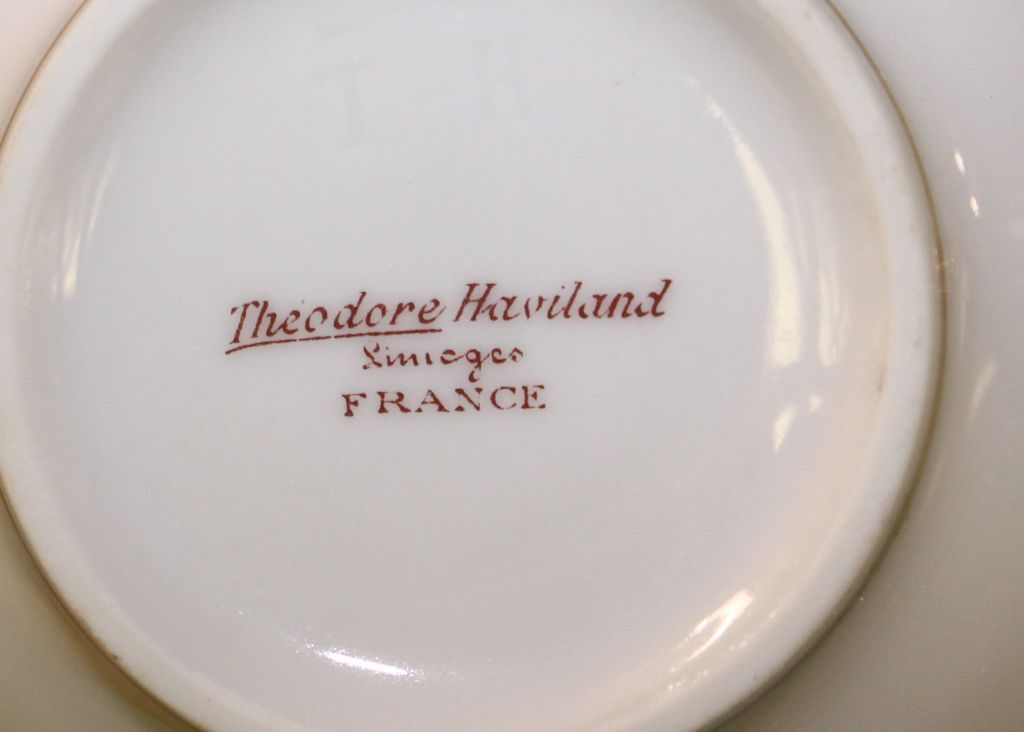 Theodore Haviland
Limoges
FRANCE